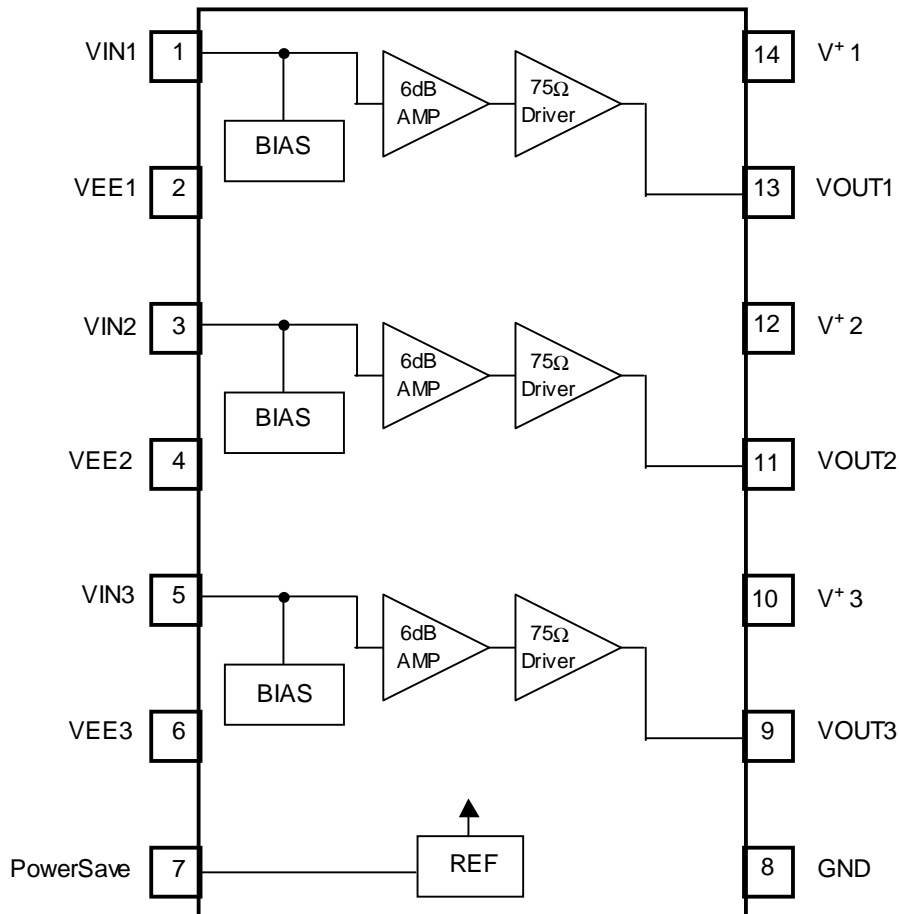 VIN1 1
14 V+1
6dB AMP
75Ω Driver
BIAS
VEE1 2
13 VOUT1
VIN2 3
12 V+2
6dB AMP
75Ω Driver
BIAS
VEE2 4
11 VOUT2
VIN3 5
10 V+3
6dB AMP
75Ω Driver
BIAS
VEE3 6
9 VOUT3
PowerSave 7
REF
8 GND